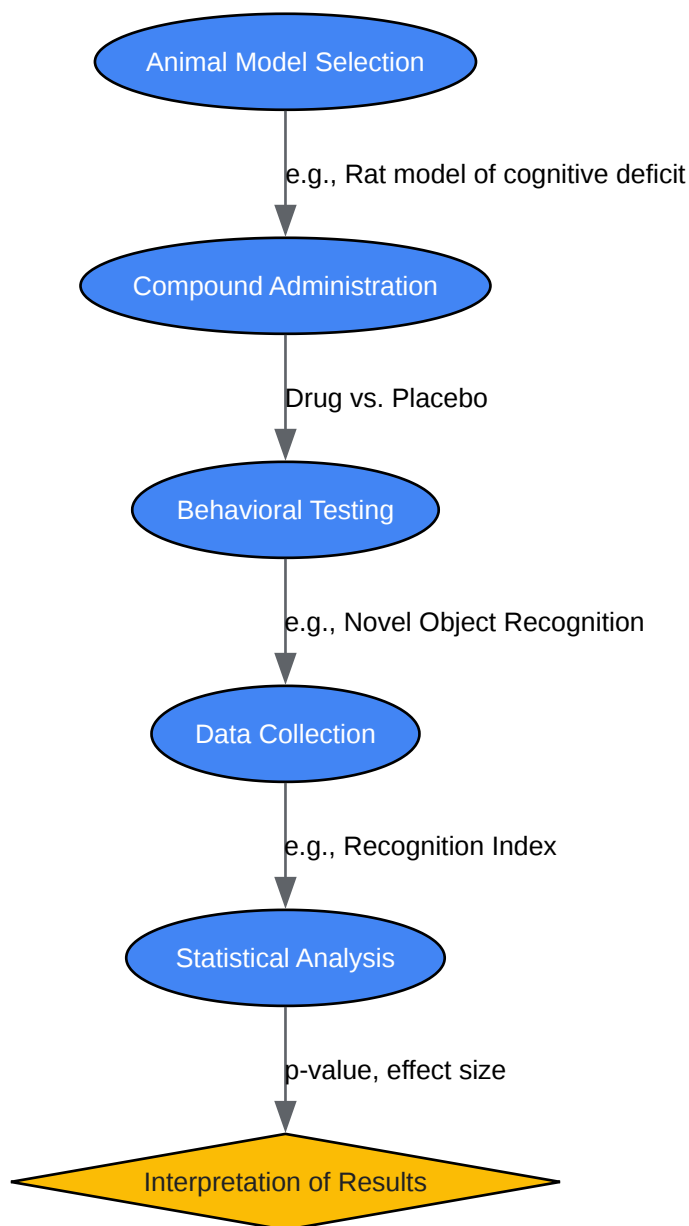 Animal Model Selection
e.g., Rat model of cognitive deficit
Compound Administration
Drug vs. Placebo
Behavioral Testing
e.g., Novel Object Recognition
Data Collection
e.g., Recognition Index
Statistical Analysis
p-value, effect size
Interpretation of Results